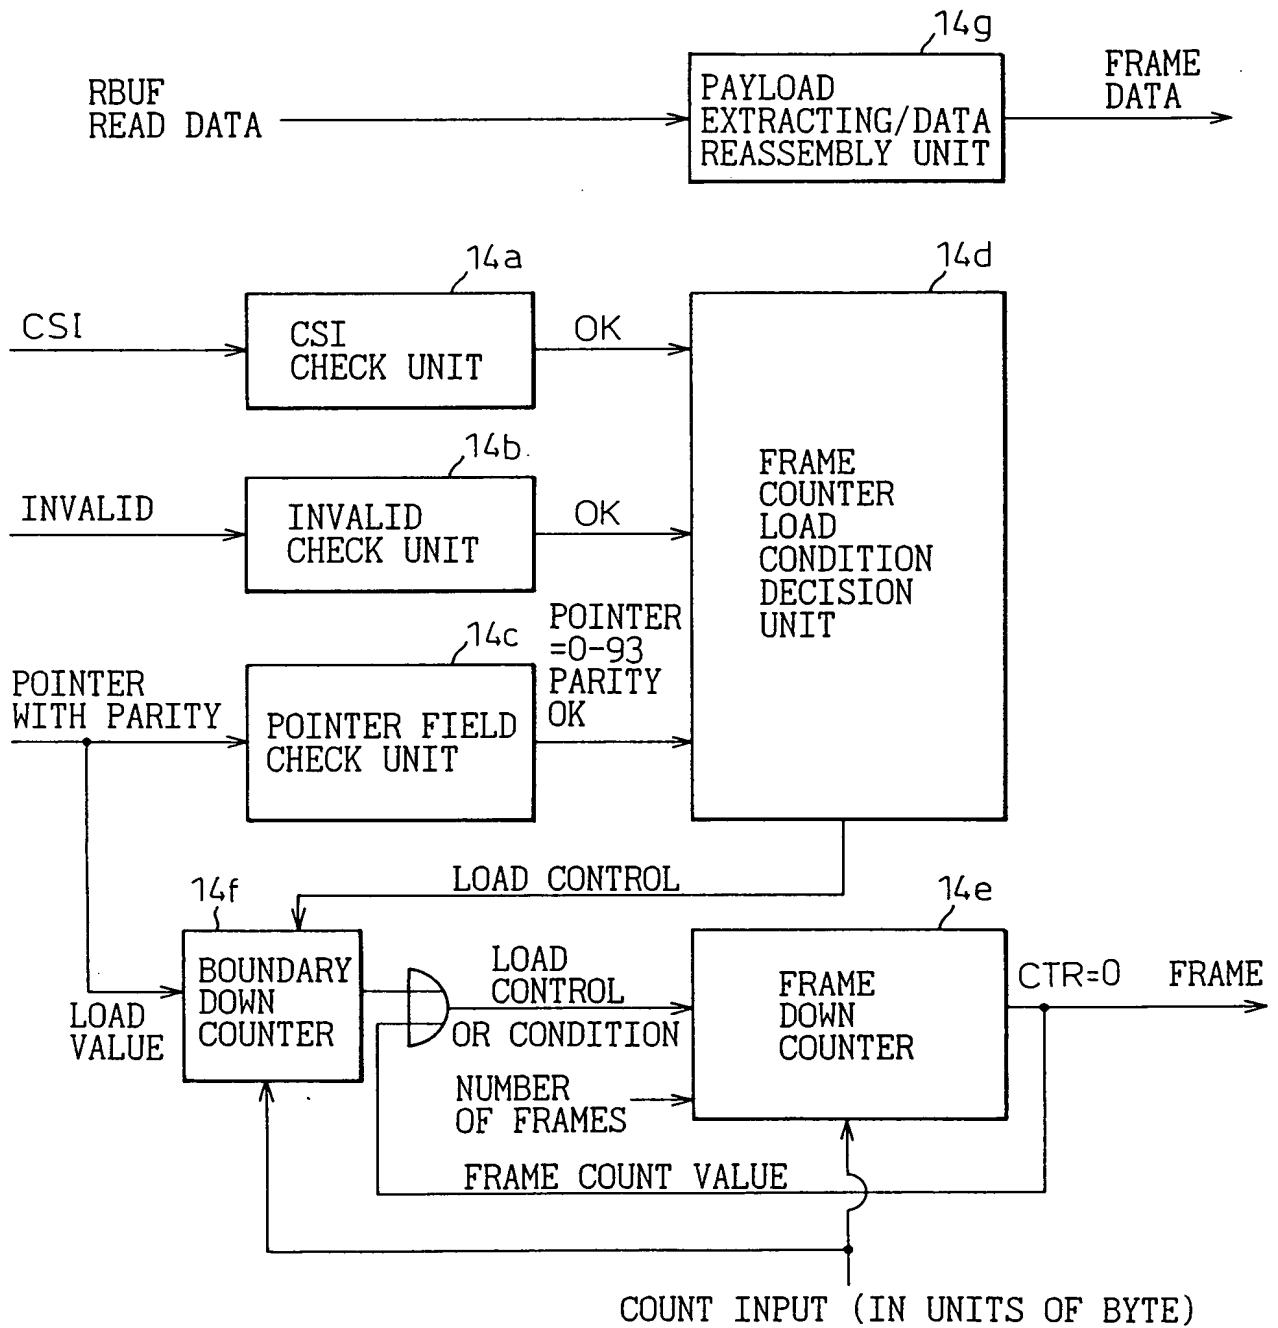 14g
RBUF
READ DATA
PAYLOAD
EXTRACTING/DATA
REASSEMBLY UNIT
FRAME
DATA
14a
CSI
CSI
CHECK UNIT
OK
14d
FRAME
COUNTER
LOAD
CONDITION
DECISION
UNIT
14b
INVALID
INVALID
CHECK UNIT
OK
14c
POINTER
WITH PARITY
POINTER FIELD
CHECK UNIT
POINTER
=0-93
PARITY
OK
LOAD CONTROL
14f
BOUNDARY
DOWN
COUNTER
LOAD
VALUE
LOAD
CONTROL
OR CONDITION
14e
FRAME
DOWN
COUNTER
CTR=0
FRAME
NUMBER
OF FRAMES
FRAME COUNT VALUE
COUNT INPUT (IN UNITS OF BYTE)